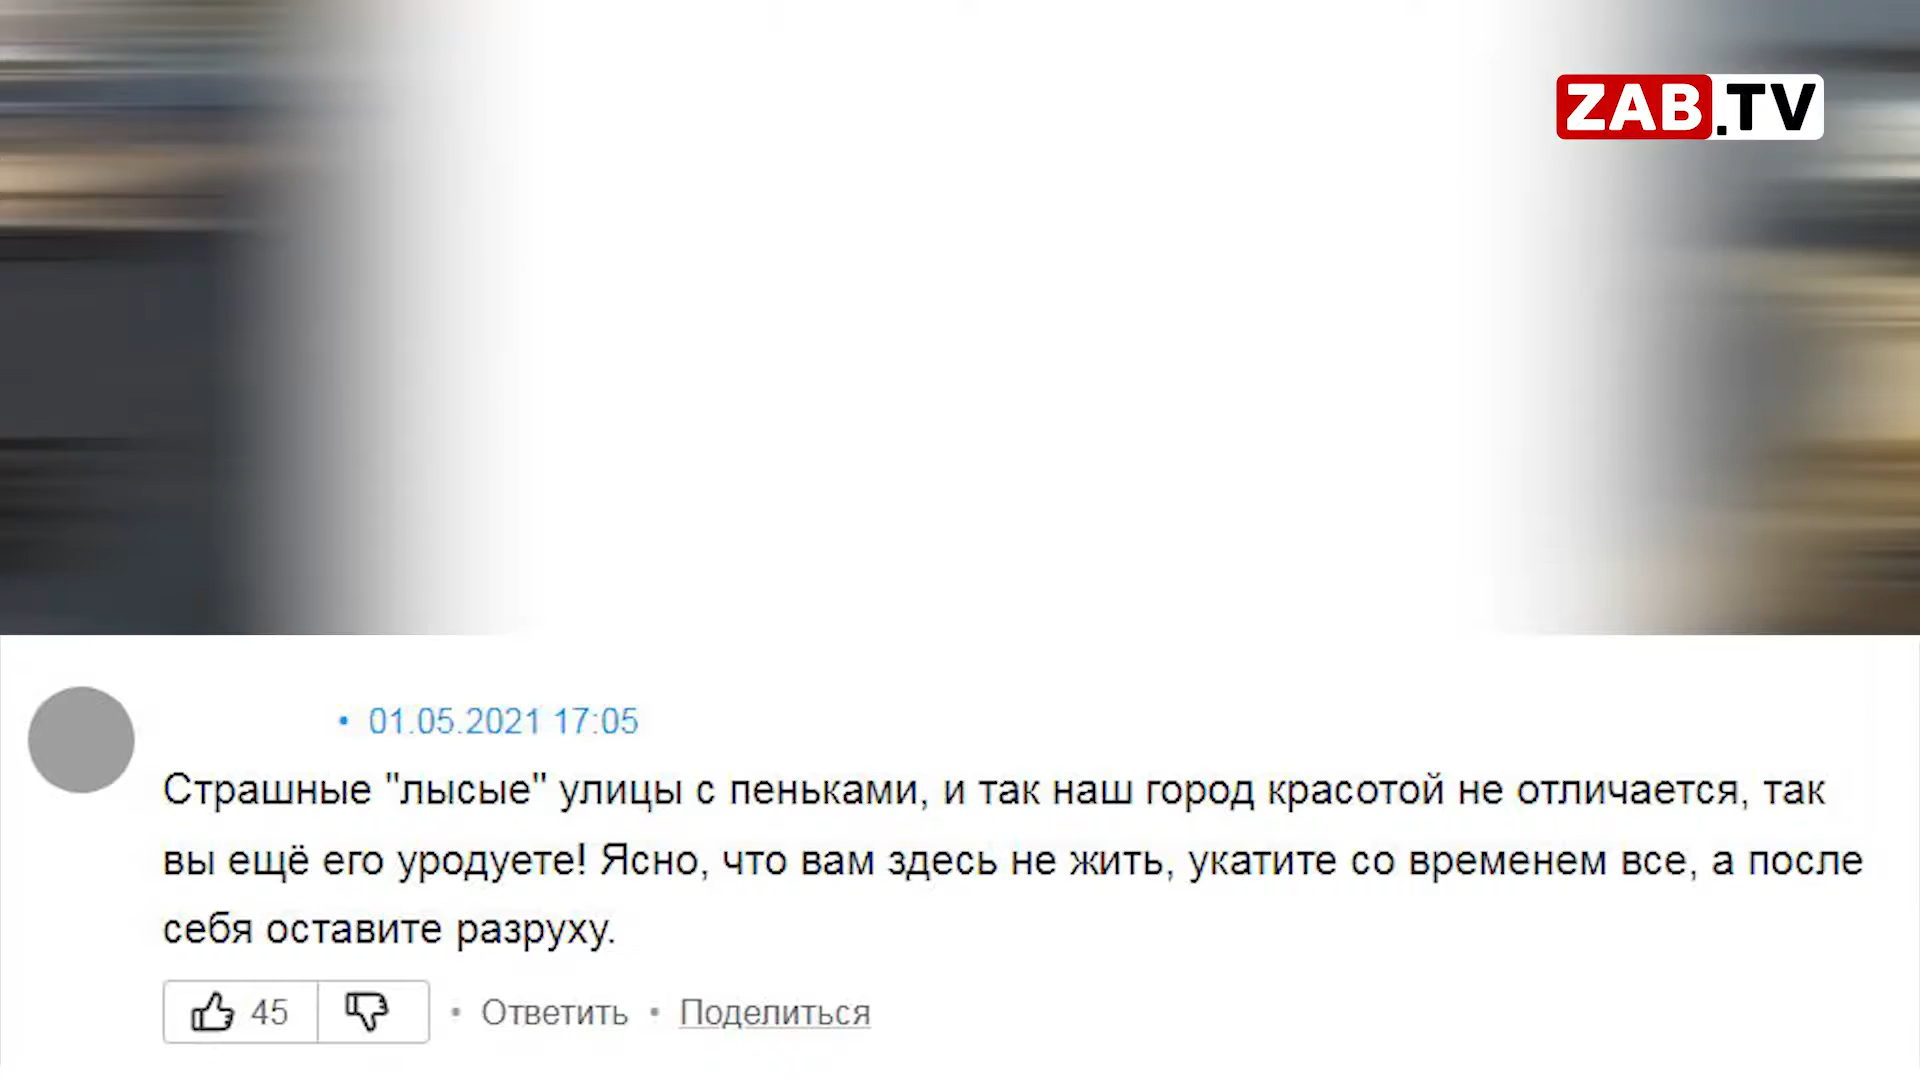 ZAB.TV
• 01.05.2021 17:05
Страшные "лысые" улицы с пеньками, и так наш город красотой не отличается, так
вы ещё его уродуете! Ясно, что вам здесь не жить, укатите со временем все, а после
себя оставите разруху.
45 • Ответить • Поделиться